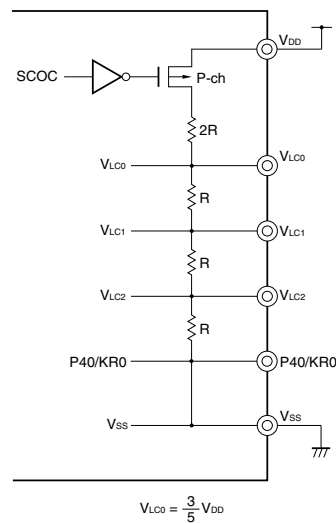 VDD
SCOC
P-ch
2R
VLC0 VLC0
R
VLC1 VLC1
R
VLC2 VLC2
R
P40/KR0 P40/KR0
VSS VSS
VLC0 = 3/5 VDD